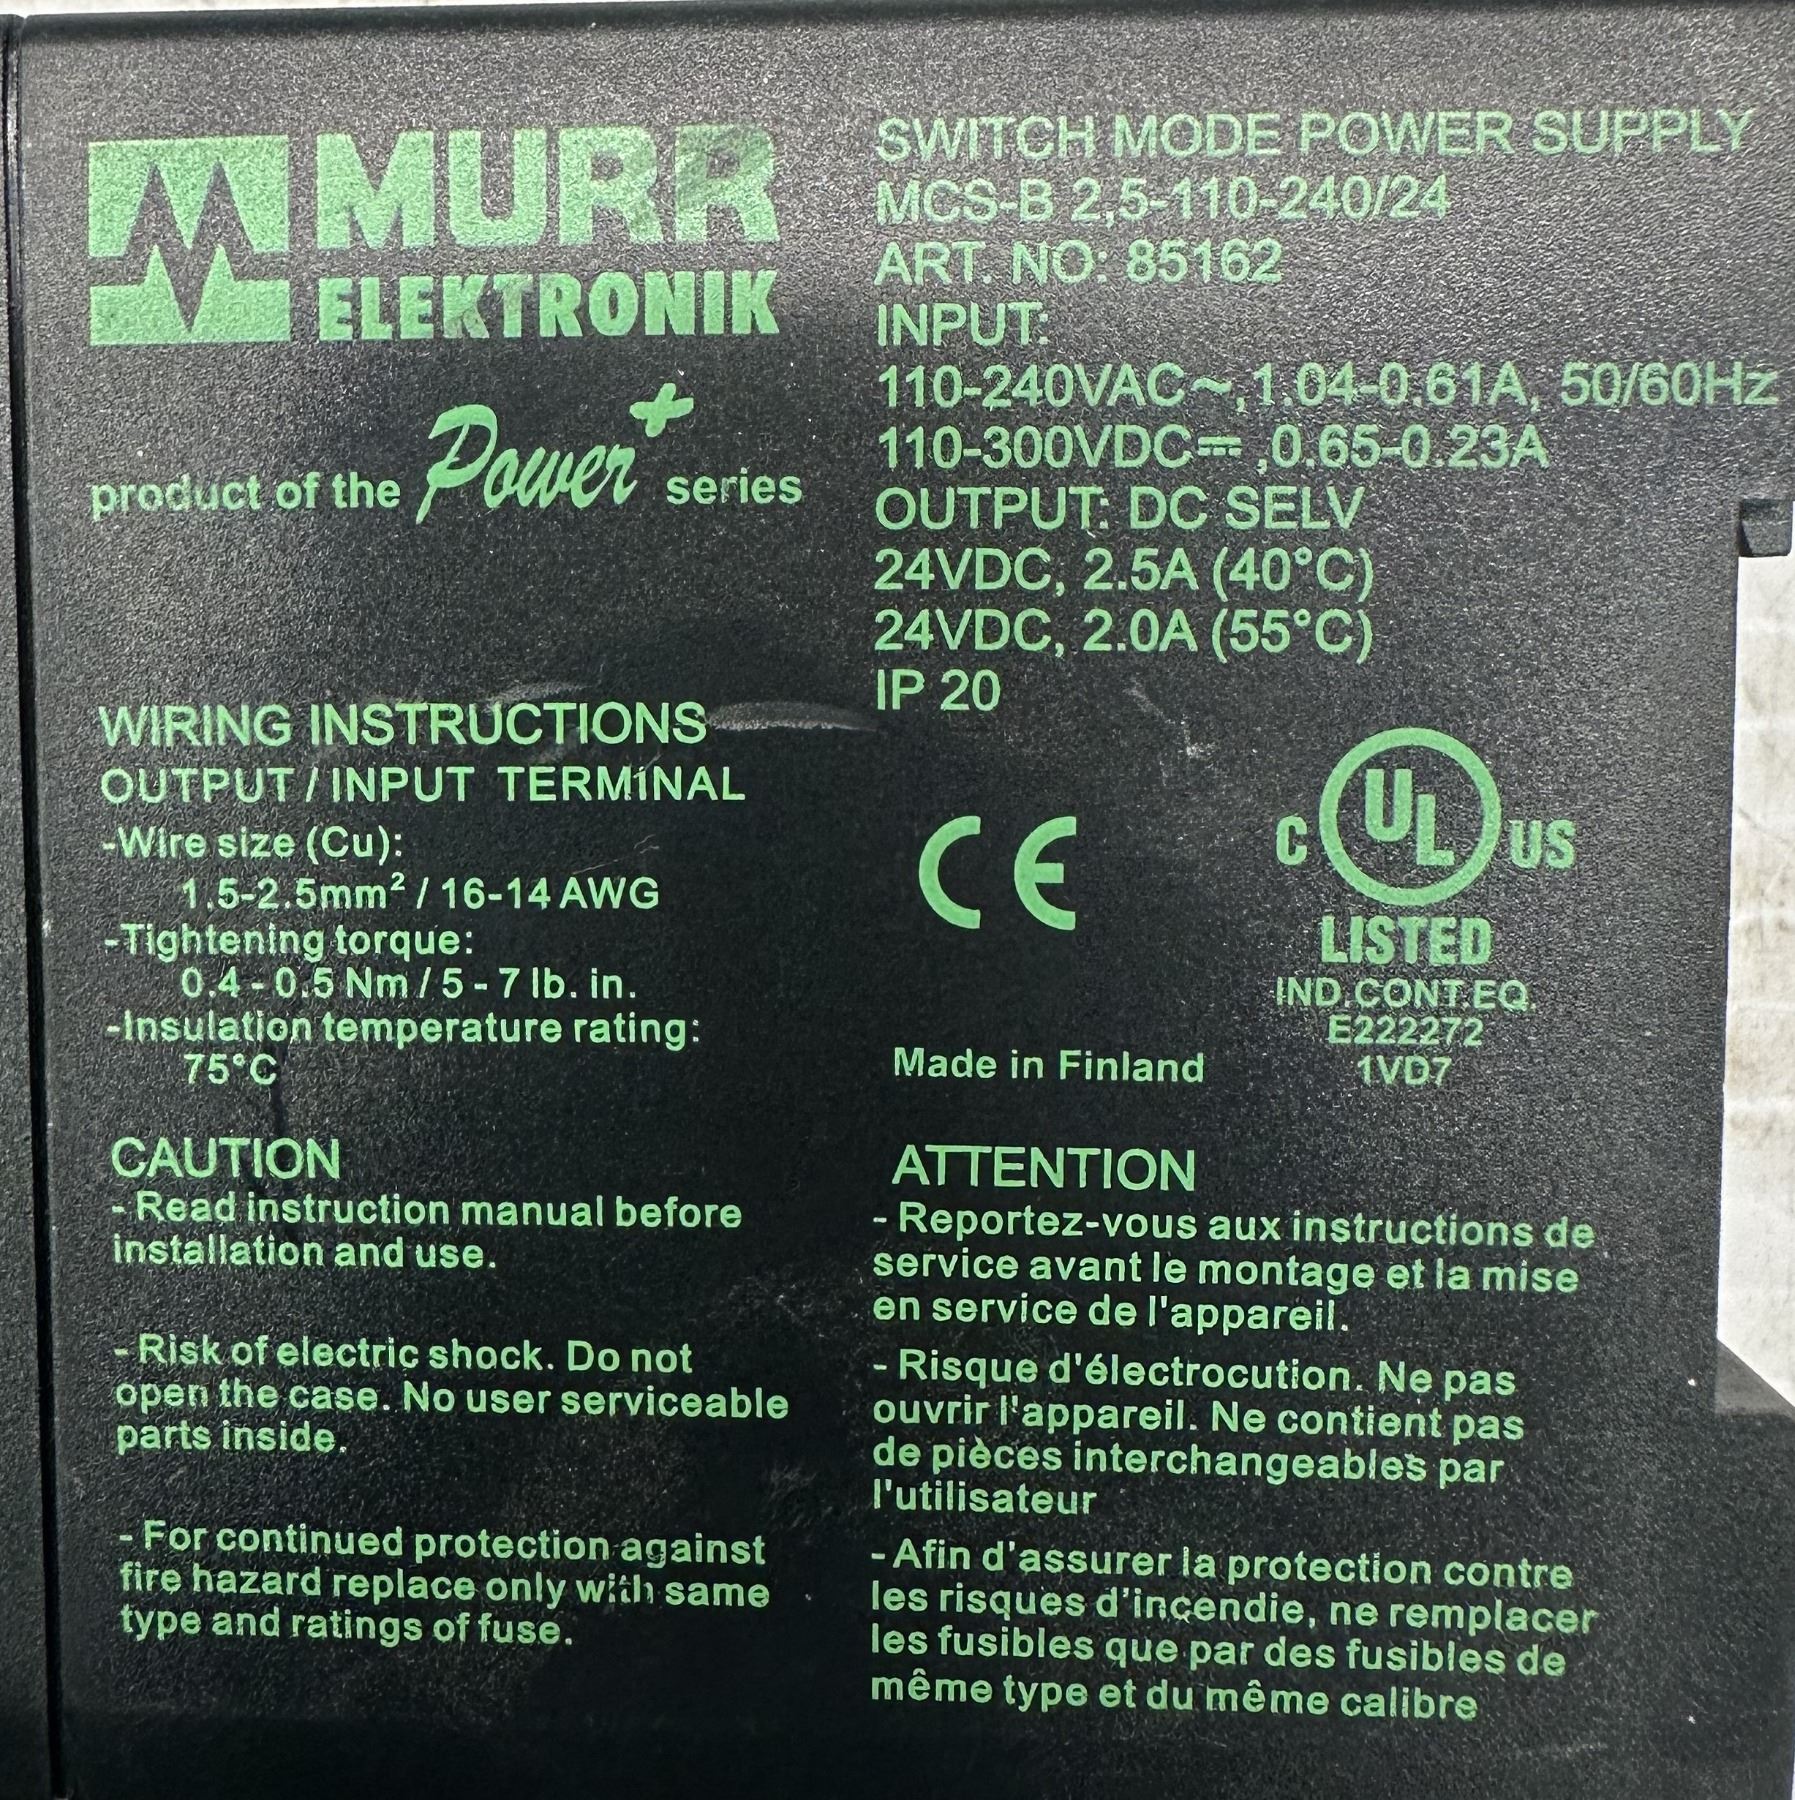 MURR
ELEKTRONIK
product of the Power+ series
SWITCH MODE POWER SUPPLY
MCS-B 2,5-110-240/24
ART. NO: 85162
INPUT:
110-240VAC~,1.04-0.61A, 50/60Hz
110-300VDC⎓ ,0.65-0.23A
OUTPUT: DC SELV
24VDC, 2.5A (40°C)
24VDC, 2.0A (55°C)
IP 20
WIRING INSTRUCTIONS
OUTPUT / INPUT TERMINAL
-Wire size (Cu):
1.5-2.5mm² / 16-14 AWG
-Tightening torque:
0.4 - 0.5 Nm / 5 - 7 lb. in.
-Insulation temperature rating:
75°C
CE
C UL US
LISTED
IND.CONT.EQ.
E222272
1VD7
Made in Finland
CAUTION
- Read instruction manual before
installation and use.
- Risk of electric shock. Do not
open the case. No user serviceable
parts inside.
- For continued protection against
fire hazard replace only with same
type and ratings of fuse.
ATTENTION
- Reportez-vous aux instructions de
service avant le montage et la mise
en service de l'appareil.
- Risque d'électrocution. Ne pas
ouvrir l'appareil. Ne contient pas
de pièces interchangeables par
l'utilisateur
- Afin d'assurer la protection contre
les risques d'incendie, ne remplacer
les fusibles que par des fusibles de
même type et du même calibre